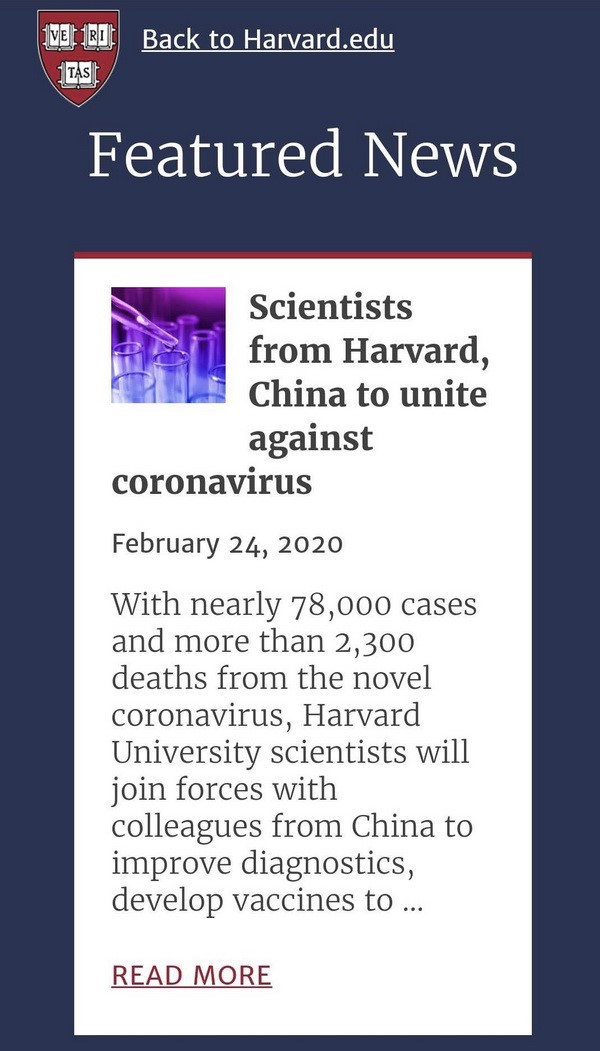 VE RI
TAS
Back to Harvard.edu
Featured News
Scientists
from Harvard,
China to unite
against
coronavirus
February 24, 2020
With nearly 78,000 cases
and more than 2,300
deaths from the novel
coronavirus, Harvard
University scientists will
join forces with
colleagues from China to
improve diagnostics,
develop vaccines to ...
READ MORE